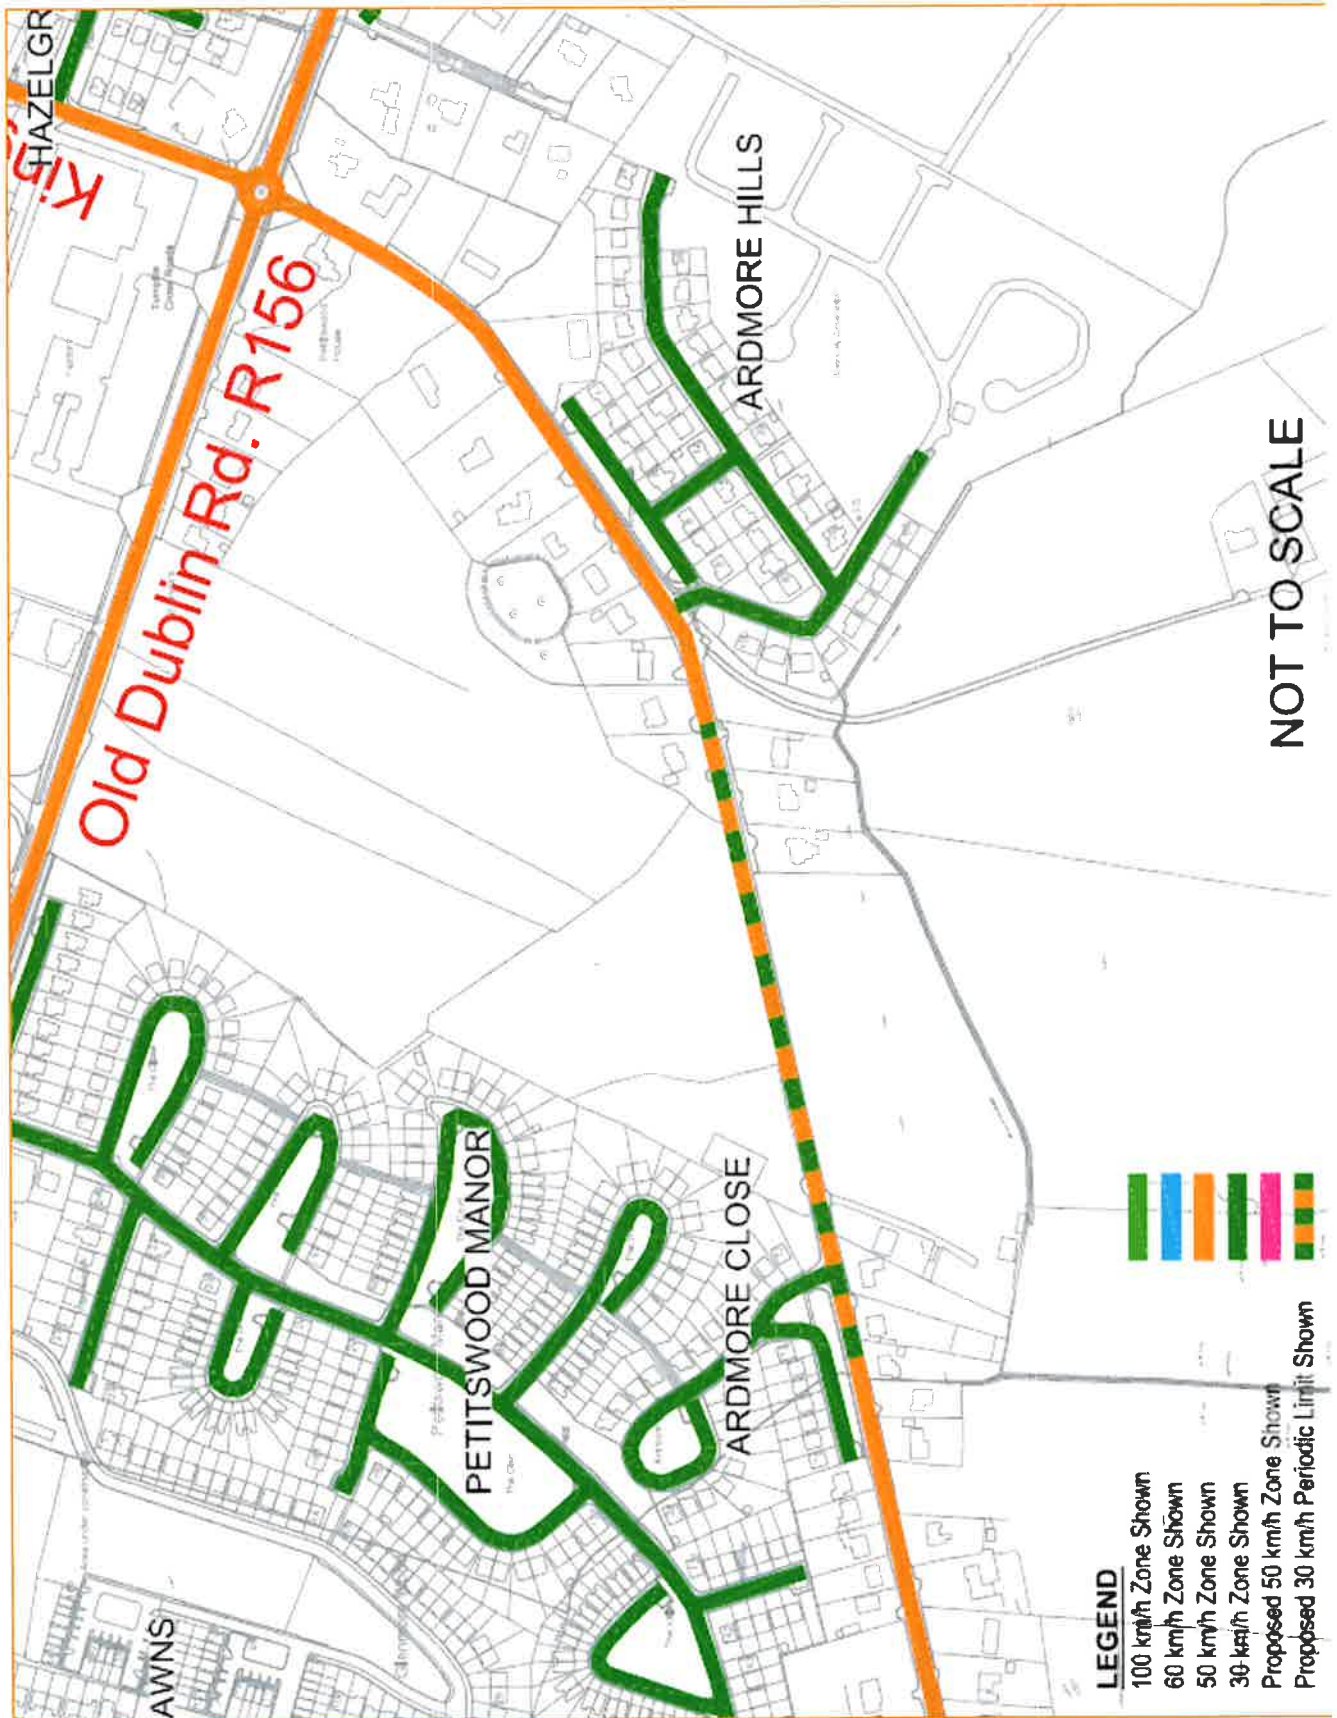 HAZELGR
King
Old Dublin Rd. R156
ARDMORE HILLS
PETITSWOOD MANOR
ARDMORE CLOSE
AWNS
NOT TO SCALE
LEGEND
100 km/h Zone Shown
60 km/h Zone Shown
50 km/h Zone Shown
30 km/h Zone Shown
Proposed 50 km/h Zone Shown
Proposed 30 km/h Periodic Limit Shown